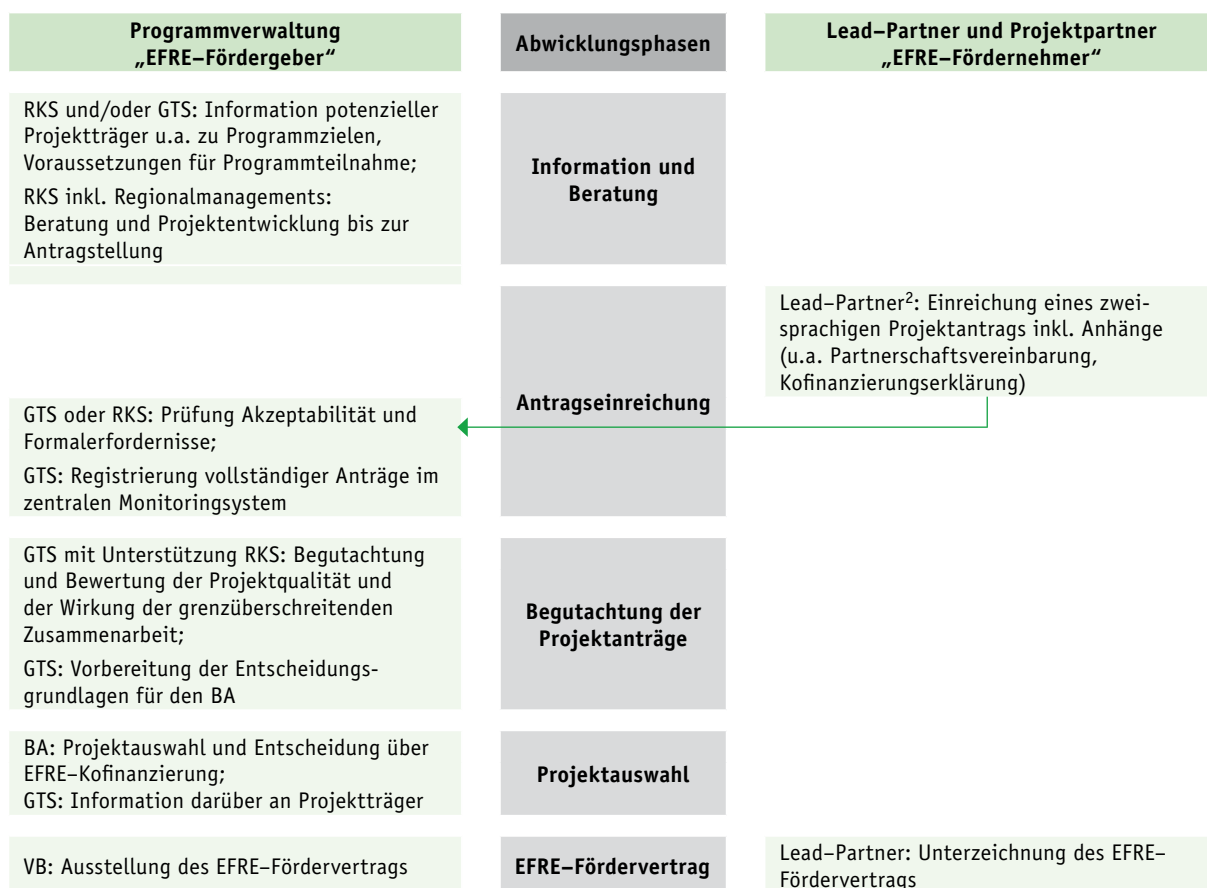 Programmverwaltung
„EFRE–Fördergeber“
Abwicklungsphasen
Lead–Partner und Projektpartner
„EFRE–Fördernehmer“
RKS und/oder GTS: Information potenzieller
Projektträger u.a. zu Programmzielen,
Voraussetzungen für Programmteilnahme;
RKS inkl. Regionalmanagements:
Beratung und Projektentwicklung bis zur
Antragstellung
Information und
Beratung
Lead–Partner²: Einreichung eines zwei-
sprachigen Projektantrags inkl. Anhänge
(u.a. Partnerschaftsvereinbarung,
Kofinanzierungserklärung)
Antragseinreichung
GTS oder RKS: Prüfung Akzeptabilität und
Formalerfordernisse;
GTS: Registrierung vollständiger Anträge im
zentralen Monitoringsystem
GTS mit Unterstützung RKS: Begutachtung
und Bewertung der Projektqualität und
der Wirkung der grenzüberschreitenden
Zusammenarbeit;
GTS: Vorbereitung der Entscheidungs-
grundlagen für den BA
Begutachtung der
Projektanträge
BA: Projektauswahl und Entscheidung über
EFRE–Kofinanzierung;
GTS: Information darüber an Projektträger
Projektauswahl
VB: Ausstellung des EFRE–Fördervertrags
EFRE–Fördervertrag
Lead–Partner: Unterzeichnung des EFRE–
Fördervertrags